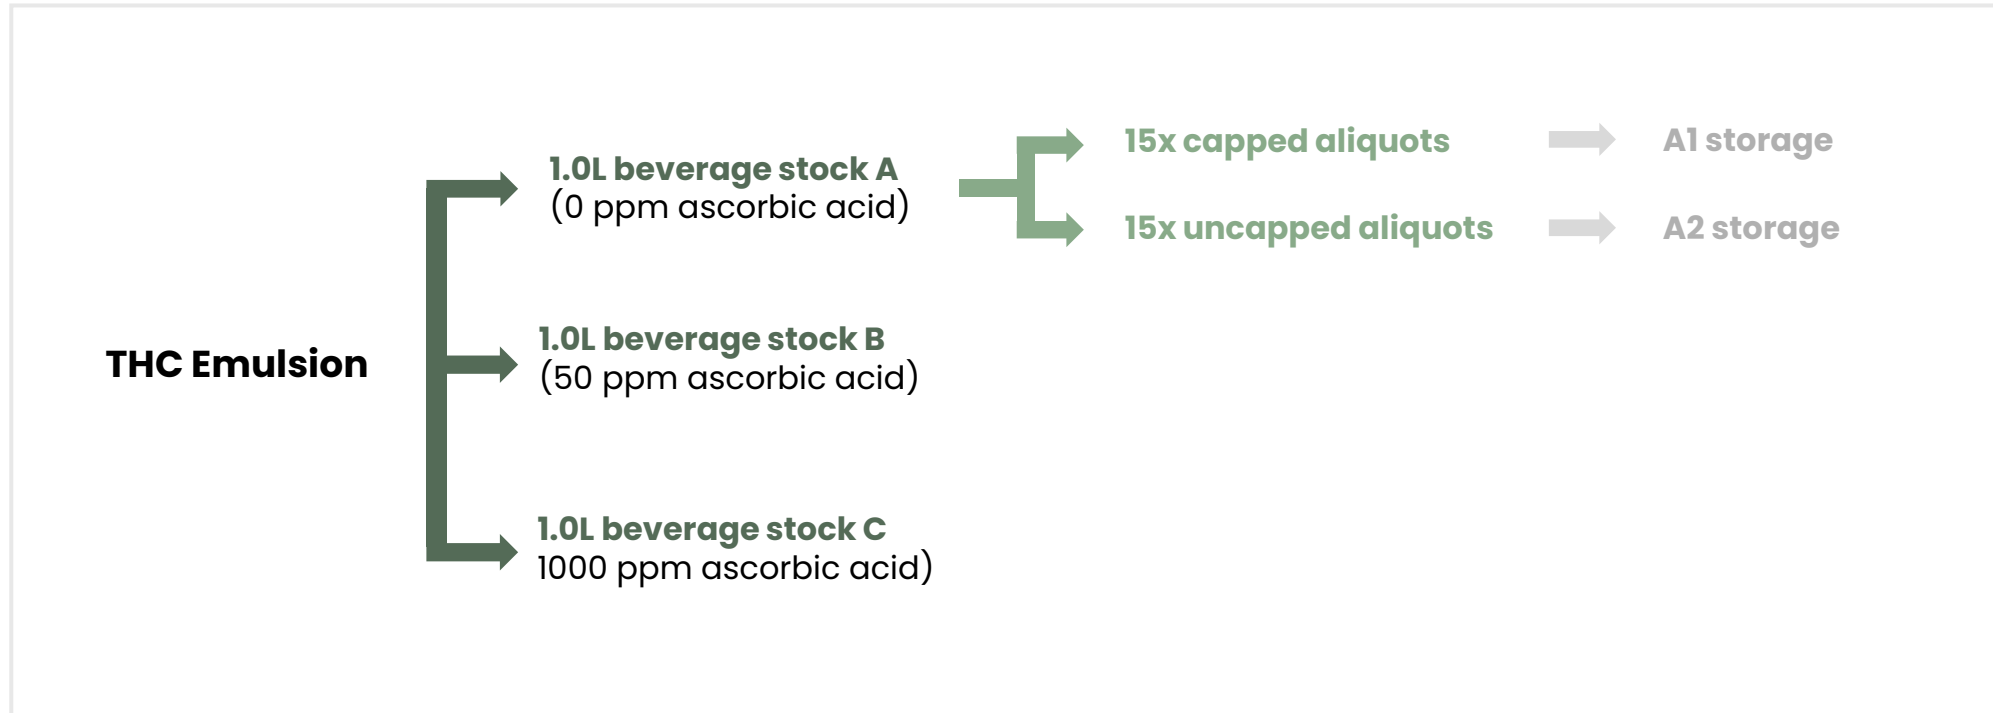 THC Emulsion
1.0L beverage stock A
(0 ppm ascorbic acid)
15x capped aliquots
A1 storage
15x uncapped aliquots
A2 storage
1.0L beverage stock B
(50 ppm ascorbic acid)
1.0L beverage stock C
1000 ppm ascorbic acid)